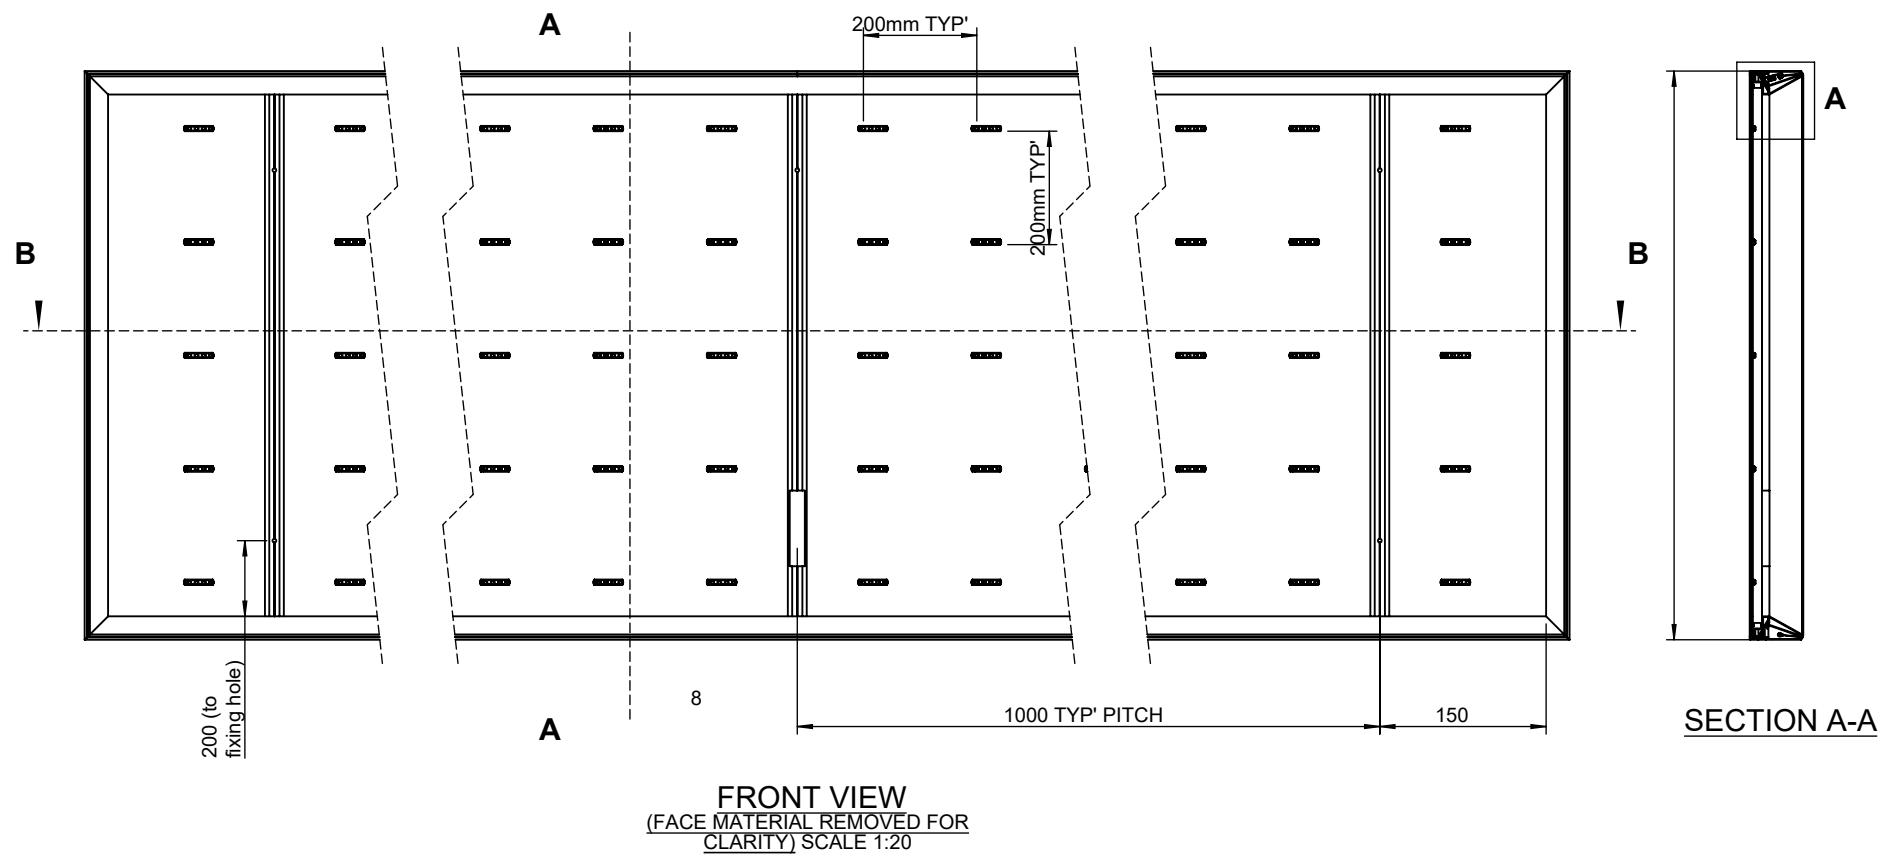 A
200mm TYP'
A
200mm TYP'
B
B
200 (to
fixing hole)
8
A
1000 TYP' PITCH
150
SECTION A-A
FRONT VIEW
(FACE MATERIAL REMOVED FOR
CLARITY) SCALE 1:20